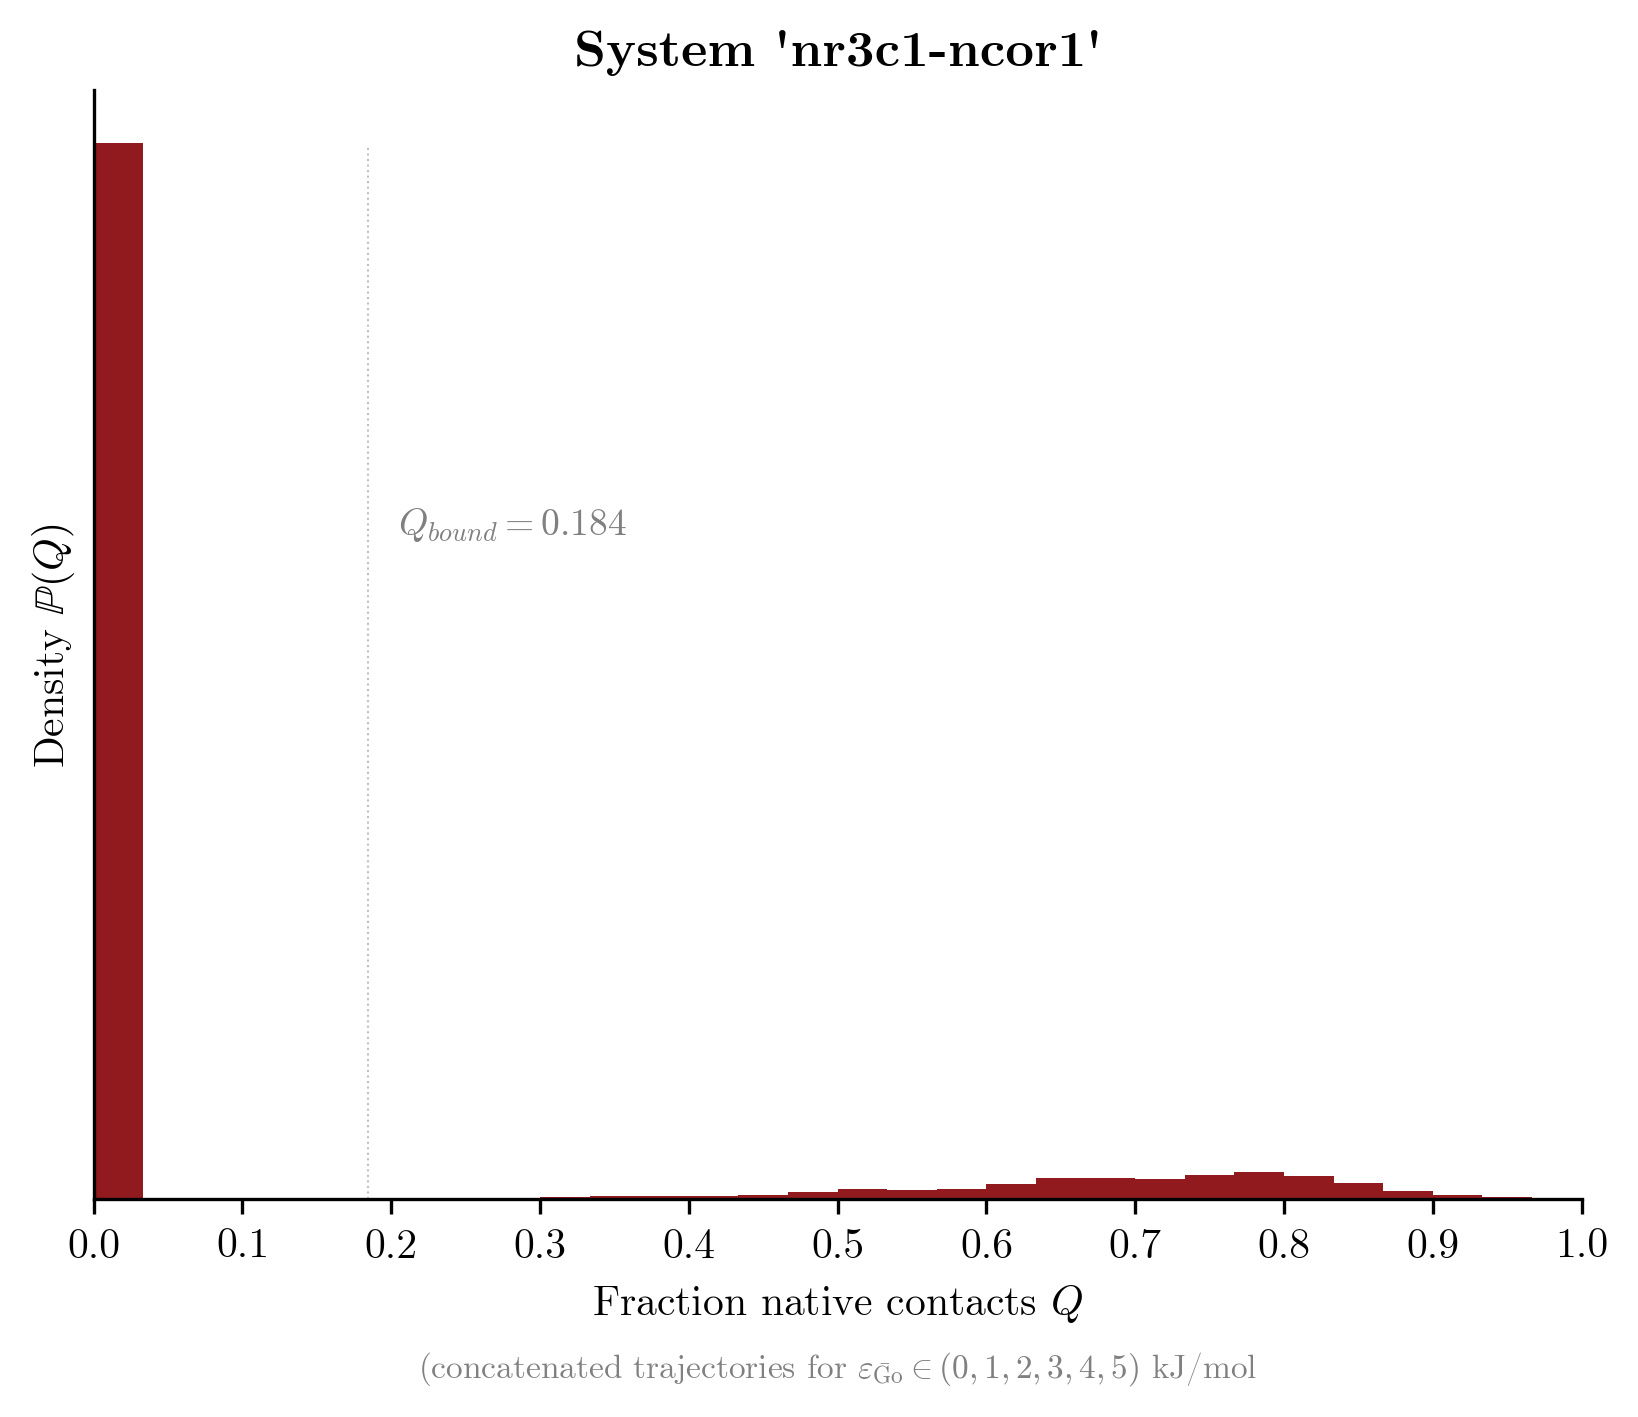 System 'nr3c1-ncor1'
Density ℙ(Q)
Q_bound = 0.184
0.0 0.1 0.2 0.3 0.4 0.5 0.6 0.7 0.8 0.9 1.0
Fraction native contacts Q
(concatenated trajectories for ε_Ḡo ∈ (0, 1, 2, 3, 4, 5) kJ/mol